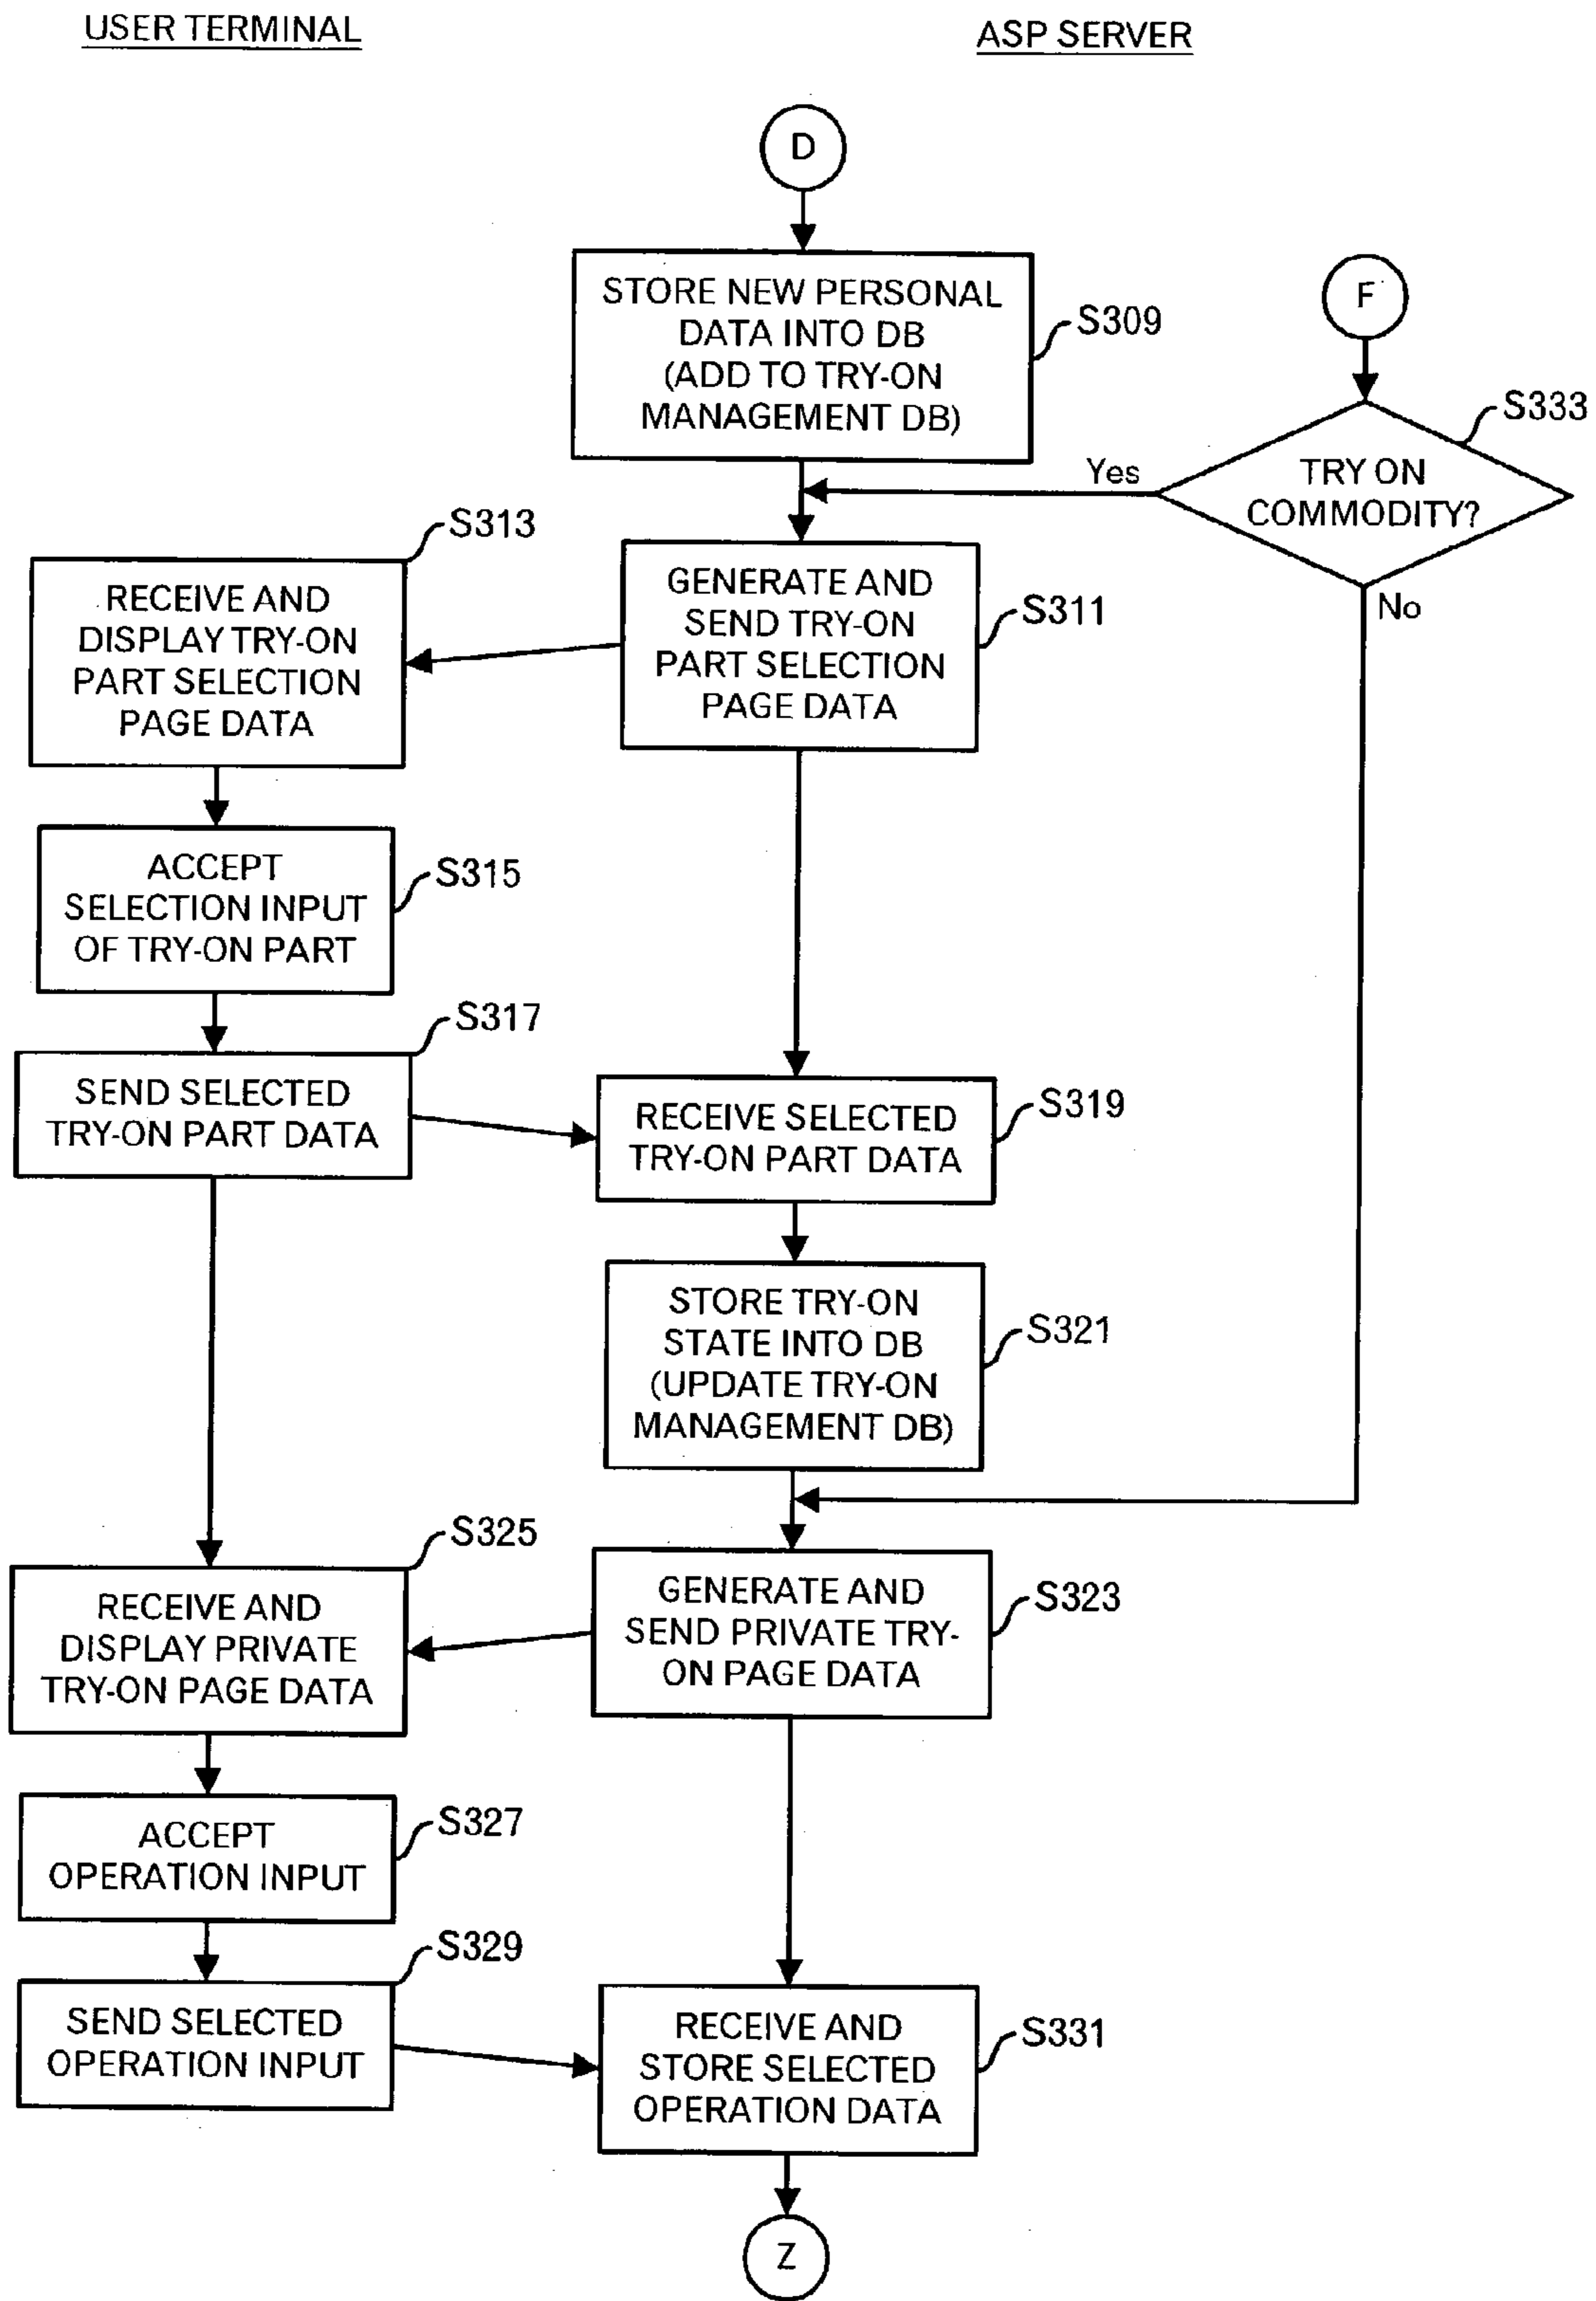 USER TERMINAL
ASP SERVER
D
STORE NEW PERSONAL
DATA INTO DB
(ADD TO TRY-ON
MANAGEMENT DB)
S309
F
S333
TRY ON
COMMODITY?
Yes
No
S313
RECEIVE AND
DISPLAY TRY-ON
PART SELECTION
PAGE DATA
GENERATE AND
SEND TRY-ON
PART SELECTION
PAGE DATA
S311
ACCEPT
SELECTION INPUT
OF TRY-ON PART
S315
S317
SEND SELECTED
TRY-ON PART DATA
RECEIVE SELECTED
TRY-ON PART DATA
S319
STORE TRY-ON
STATE INTO DB
(UPDATE TRY-ON
MANAGEMENT DB)
S321
S325
RECEIVE AND
DISPLAY PRIVATE
TRY-ON PAGE DATA
GENERATE AND
SEND PRIVATE TRY-
ON PAGE DATA
S323
ACCEPT
OPERATION INPUT
S327
S329
SEND SELECTED
OPERATION INPUT
RECEIVE AND
STORE SELECTED
OPERATION DATA
S331
Z